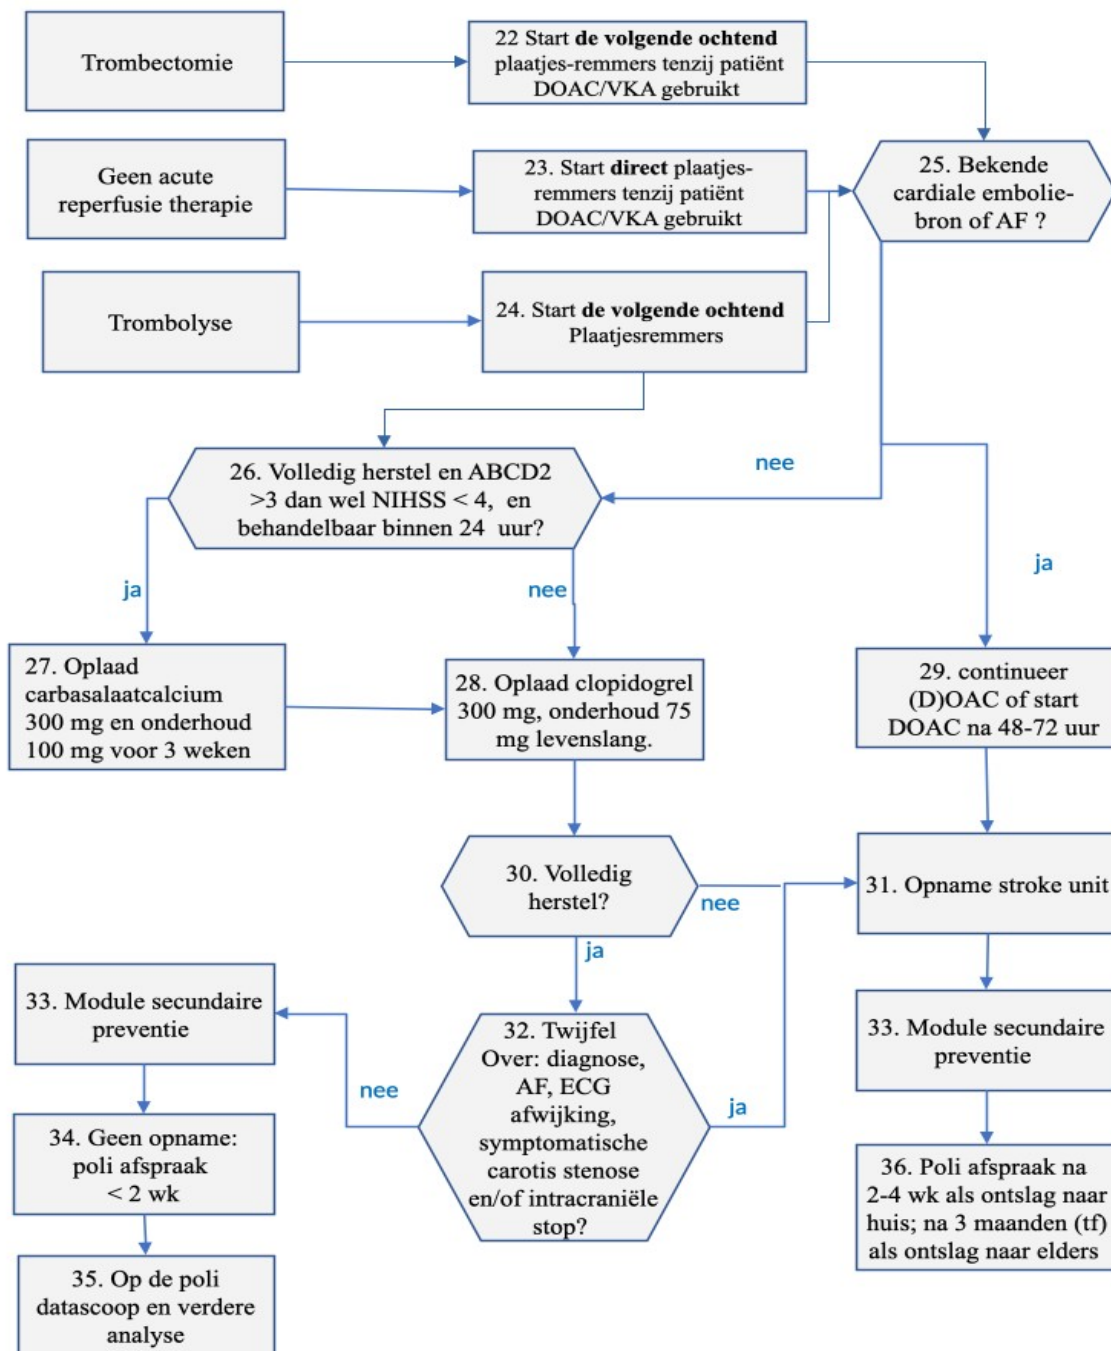 Trombectomie
22 Start de volgende ochtend
plaatjes-remmers tenzij patiënt
DOAC/VKA gebruikt
Geen acute
reperfusie therapie
23. Start direct plaatjes-
remmers tenzij patiënt
DOAC/VKA gebruikt
25. Bekende
cardiale embolie-
bron of AF ?
Trombolyse
24. Start de volgende ochtend
Plaatjesremmers
26. Volledig herstel en ABCD2
>3 dan wel NIHSS < 4, en
behandelbaar binnen 24 uur?
nee
ja
nee
ja
27. Oplaad
carbasalaatcalcium
300 mg en onderhoud
100 mg voor 3 weken
28. Oplaad clopidogrel
300 mg, onderhoud 75
mg levenslang.
29. continueer
(D)OAC of start
DOAC na 48-72 uur
30. Volledig
herstel?
nee
ja
31. Opname stroke unit
33. Module secundaire
preventie
32. Twijfel
Over: diagnose,
AF, ECG
afwijking,
symptomatische
carotis stenose
en/of intracraniële
stop?
nee
ja
33. Module secundaire
preventie
34. Geen opname:
poli afspraak
< 2 wk
36. Poli afspraak na
2-4 wk als ontslag naar
huis; na 3 maanden (tf)
als ontslag naar elders
35. Op de poli
datascoop en verdere
analyse